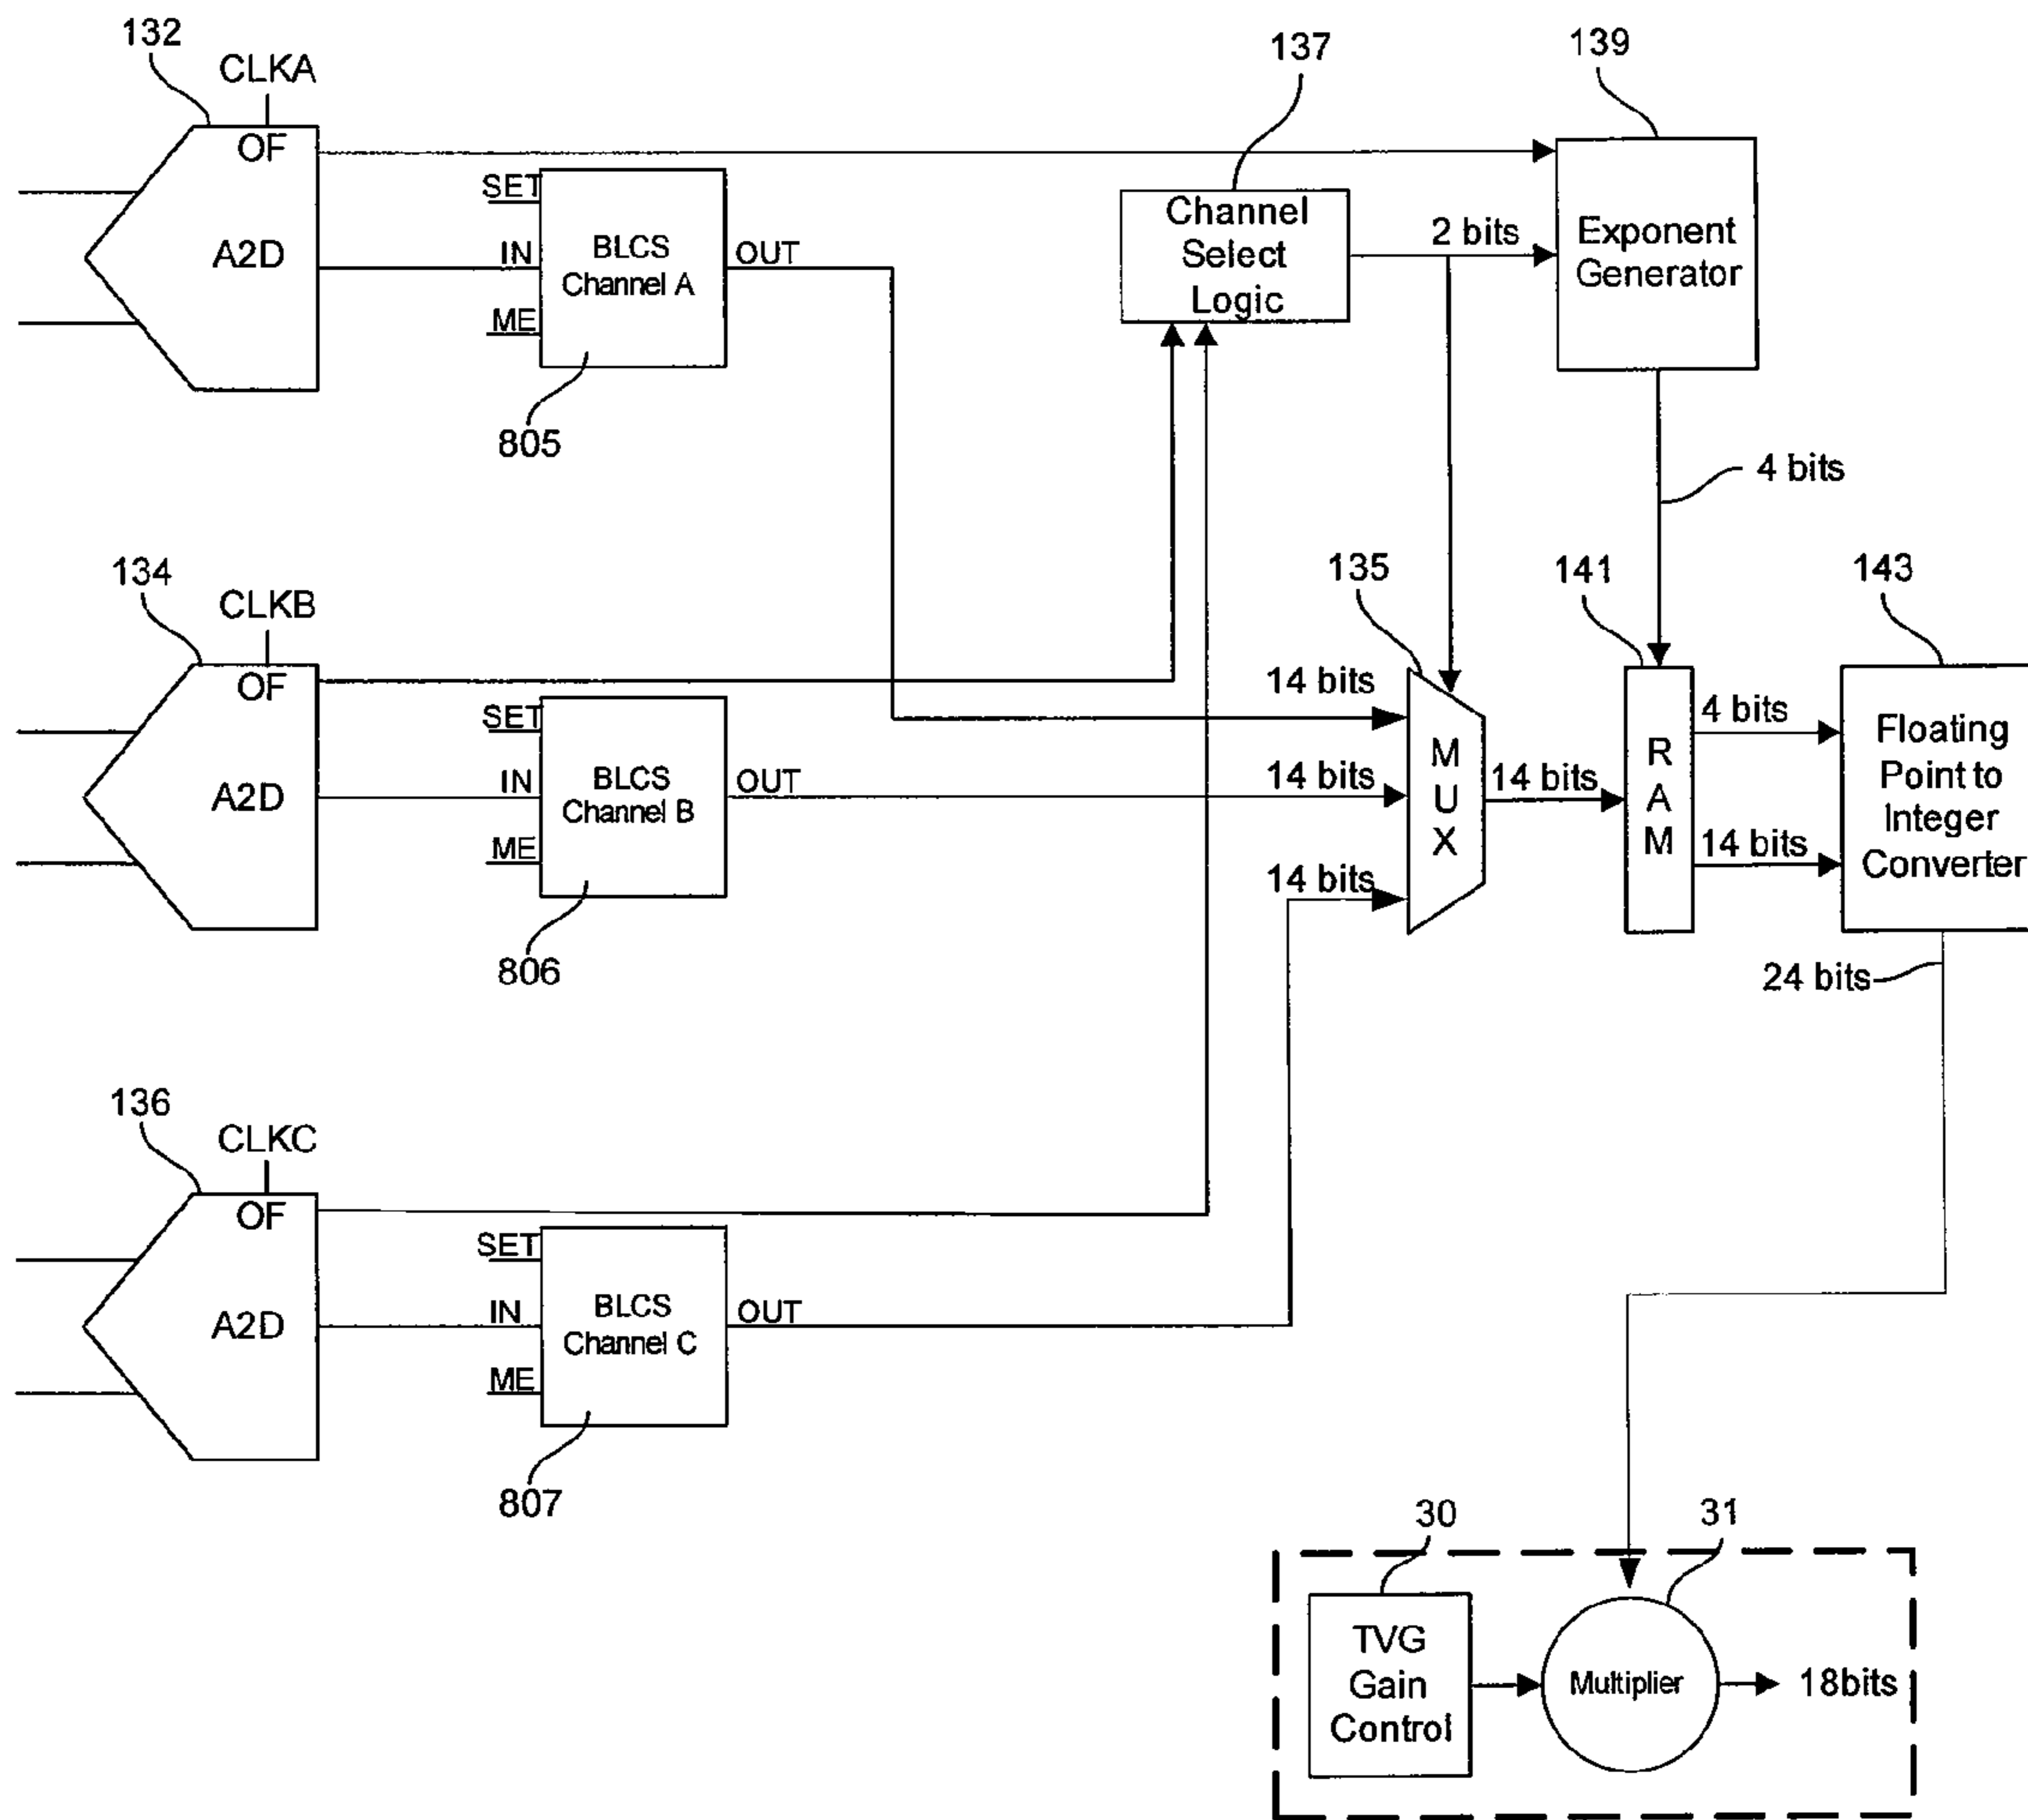 132
CLKA
OF
A2D
SET
IN
ME
BLCS
Channel A
OUT
805
137
Channel
Select
Logic
2 bits
139
Exponent
Generator
4 bits
134
CLKB
OF
A2D
SET
IN
ME
BLCS
Channel B
OUT
806
14 bits
14 bits
14 bits
135
M
U
X
14 bits
141
R
A
M
4 bits
14 bits
143
Floating
Point to
Integer
Converter
24 bits
136
CLKC
OF
A2D
SET
IN
ME
BLCS
Channel C
OUT
807
30
TVG
Gain
Control
31
Multiplier
18bits